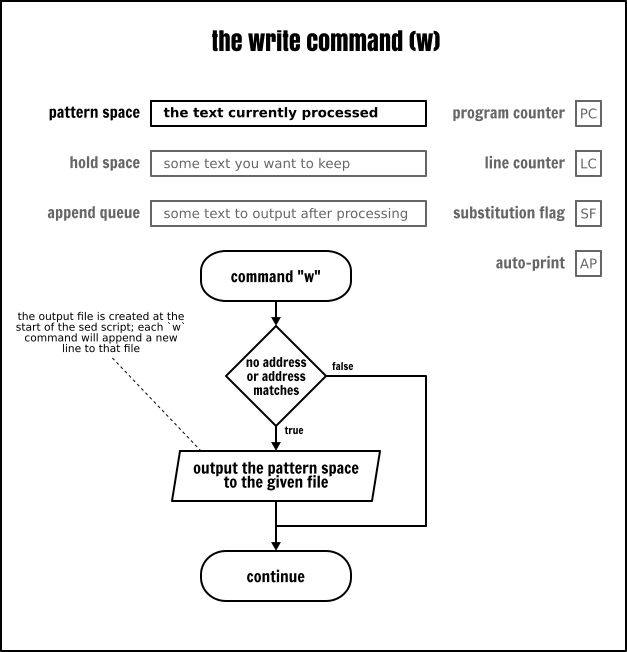 the write command (w)
pattern space the text currently processed program counter PC
hold space some text you want to keep line counter LC
append queue some text to output after processing substitution flag SF
auto-print AP
command "w"
the output file is created at the
start of the sed script; each `w`
command will append a new
line to that file
no address
or address
matches
false
true
output the pattern space
to the given file
continue